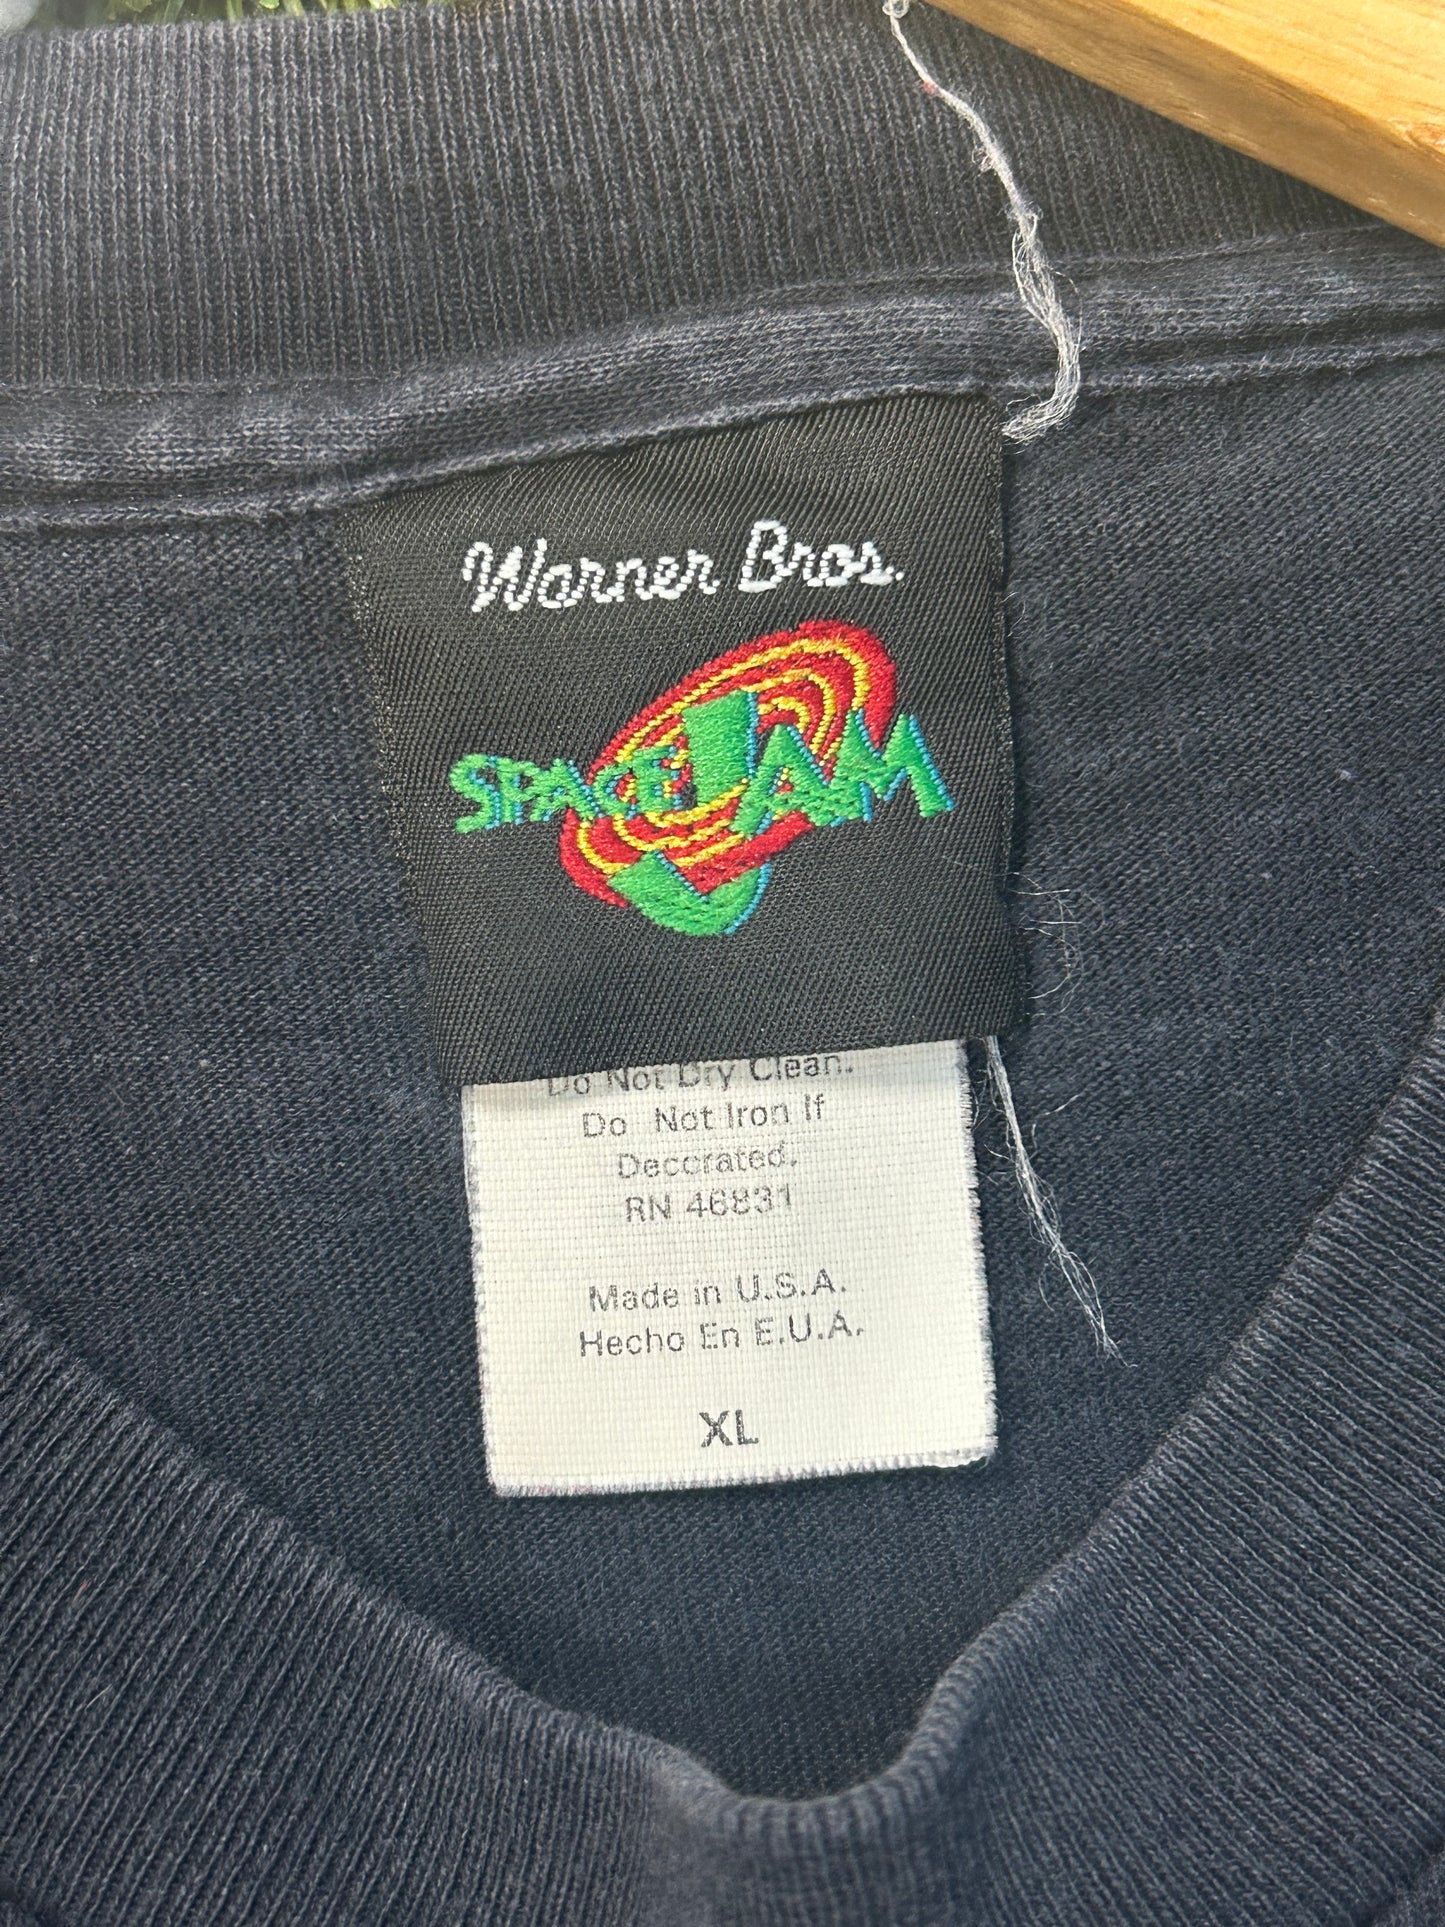 Warner Bros.
SPACE JAM
Do Not Dry Clean.
Do Not Iron If
Decorated.
RN 46831
Made in U.S.A.
Hecho En E.U.A.
XL